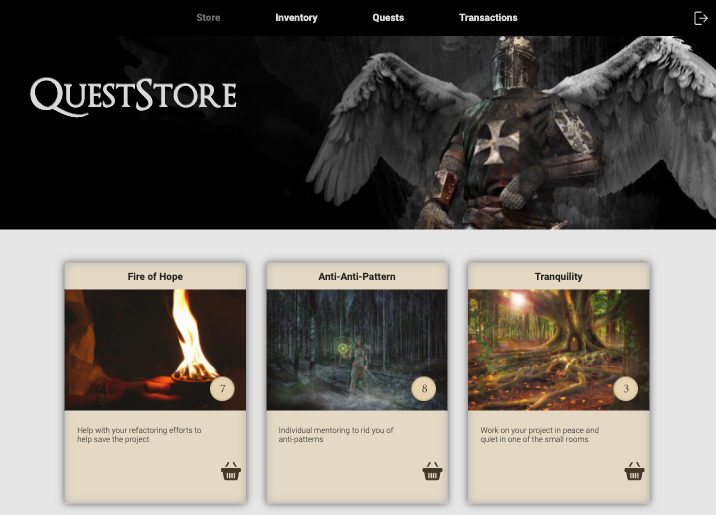 Store Inventory Quests Transactions
QuestStore
Fire of Hope
Anti-Anti-Pattern
Tranquility
7
8
3
Help with your refactoring efforts to
help save the project
Individual mentoring to rid you of
anti-patterns
Work on your project in peace and
quiet in one of the small rooms